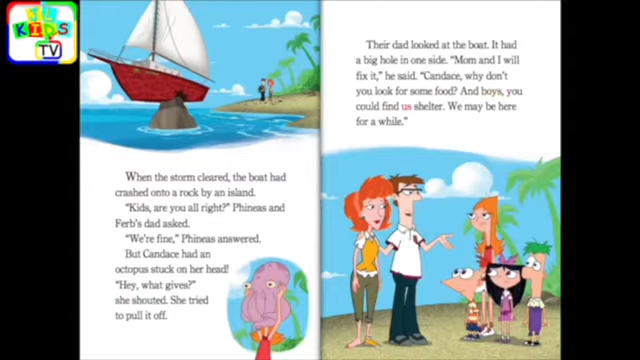 JL
KIDS
TV
When the storm cleared, the boat had
crashed onto a rock by an island.
“Kids, are you all right?” Phineas and
Ferb’s dad asked.
“We’re fine,” Phineas answered.
But Candace had an
octopus stuck on her head!
“Hey, what gives?”
she shouted. She tried
to pull it off.
Their dad looked at the boat. It had
a big hole in one side. “Mom and I will
fix it,” he said. “Candace, why don’t
you look for some food? And boys, you
could find us shelter. We may be here
for a while.”